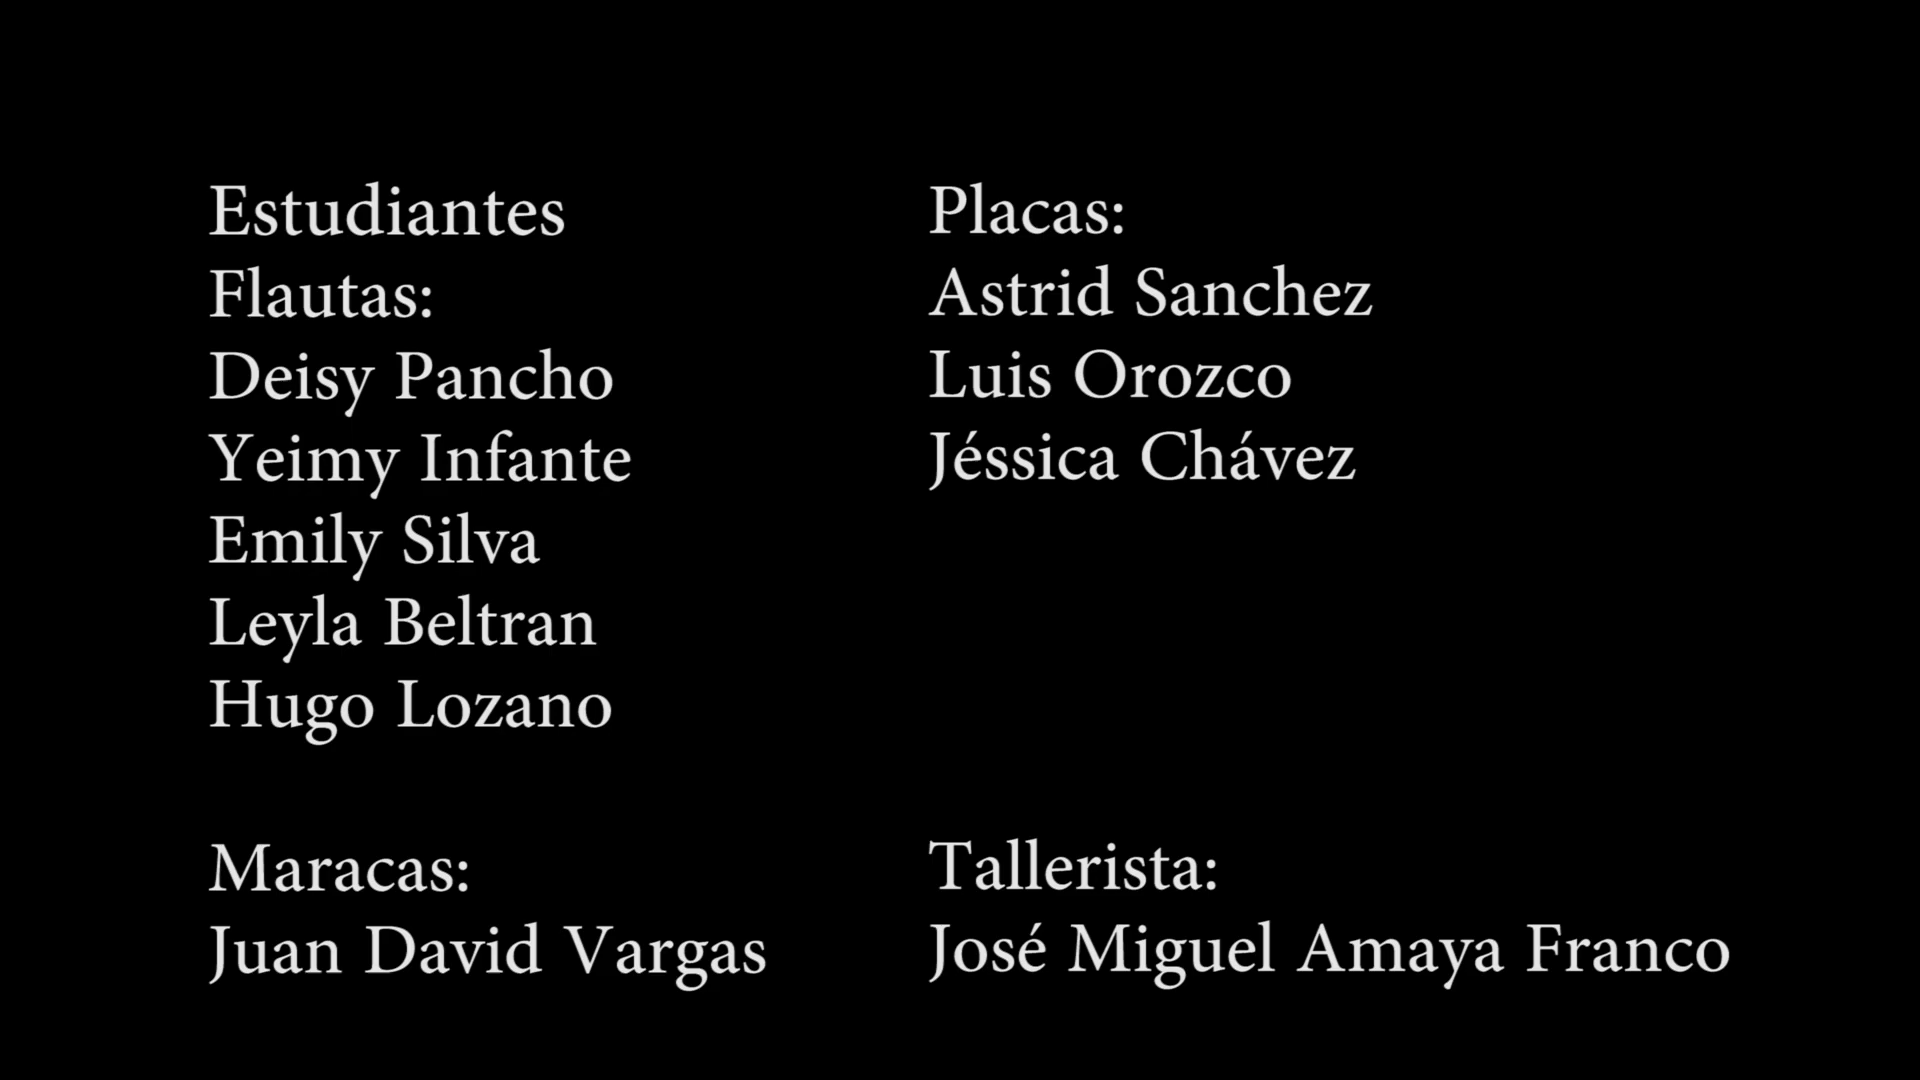 Estudiantes
Flautas:
Deisy Pancho
Yeimy Infante
Emily Silva
Leyla Beltran
Hugo Lozano
Maracas:
Juan David Vargas
Placas:
Astrid Sanchez
Luis Orozco
Jéssica Chávez
Tallerista:
José Miguel Amaya Franco